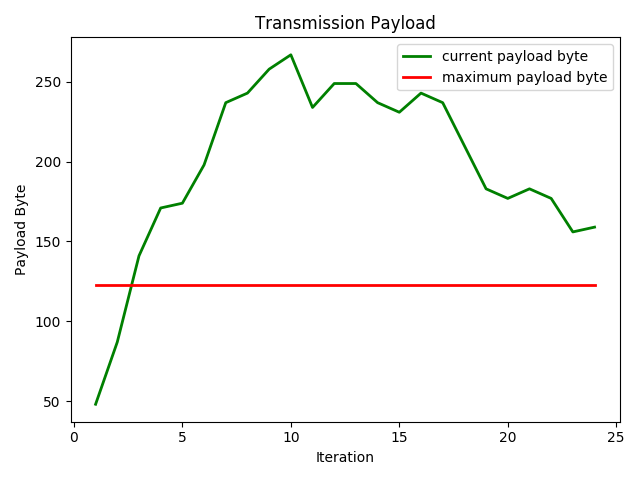 Transmission Payload
current payload byte
maximum payload byte
Payload Byte
250
200
150
100
50
0 5 10 15 20 25
Iteration